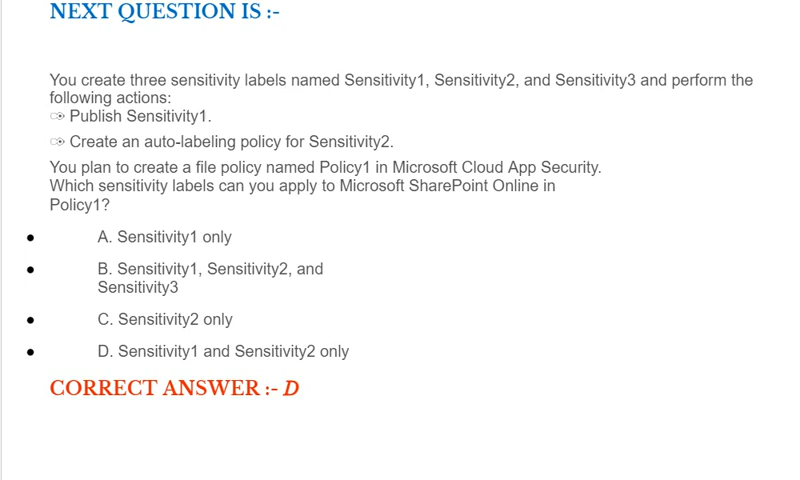 NEXT QUESTION IS :-
You create three sensitivity labels named Sensitivity1, Sensitivity2, and Sensitivity3 and perform the
following actions:
Publish Sensitivity1.
Create an auto-labeling policy for Sensitivity2.
You plan to create a file policy named Policy1 in Microsoft Cloud App Security.
Which sensitivity labels can you apply to Microsoft SharePoint Online in
Policy1?
A. Sensitivity1 only
B. Sensitivity1, Sensitivity2, and
Sensitivity3
C. Sensitivity2 only
D. Sensitivity1 and Sensitivity2 only
CORRECT ANSWER :- D